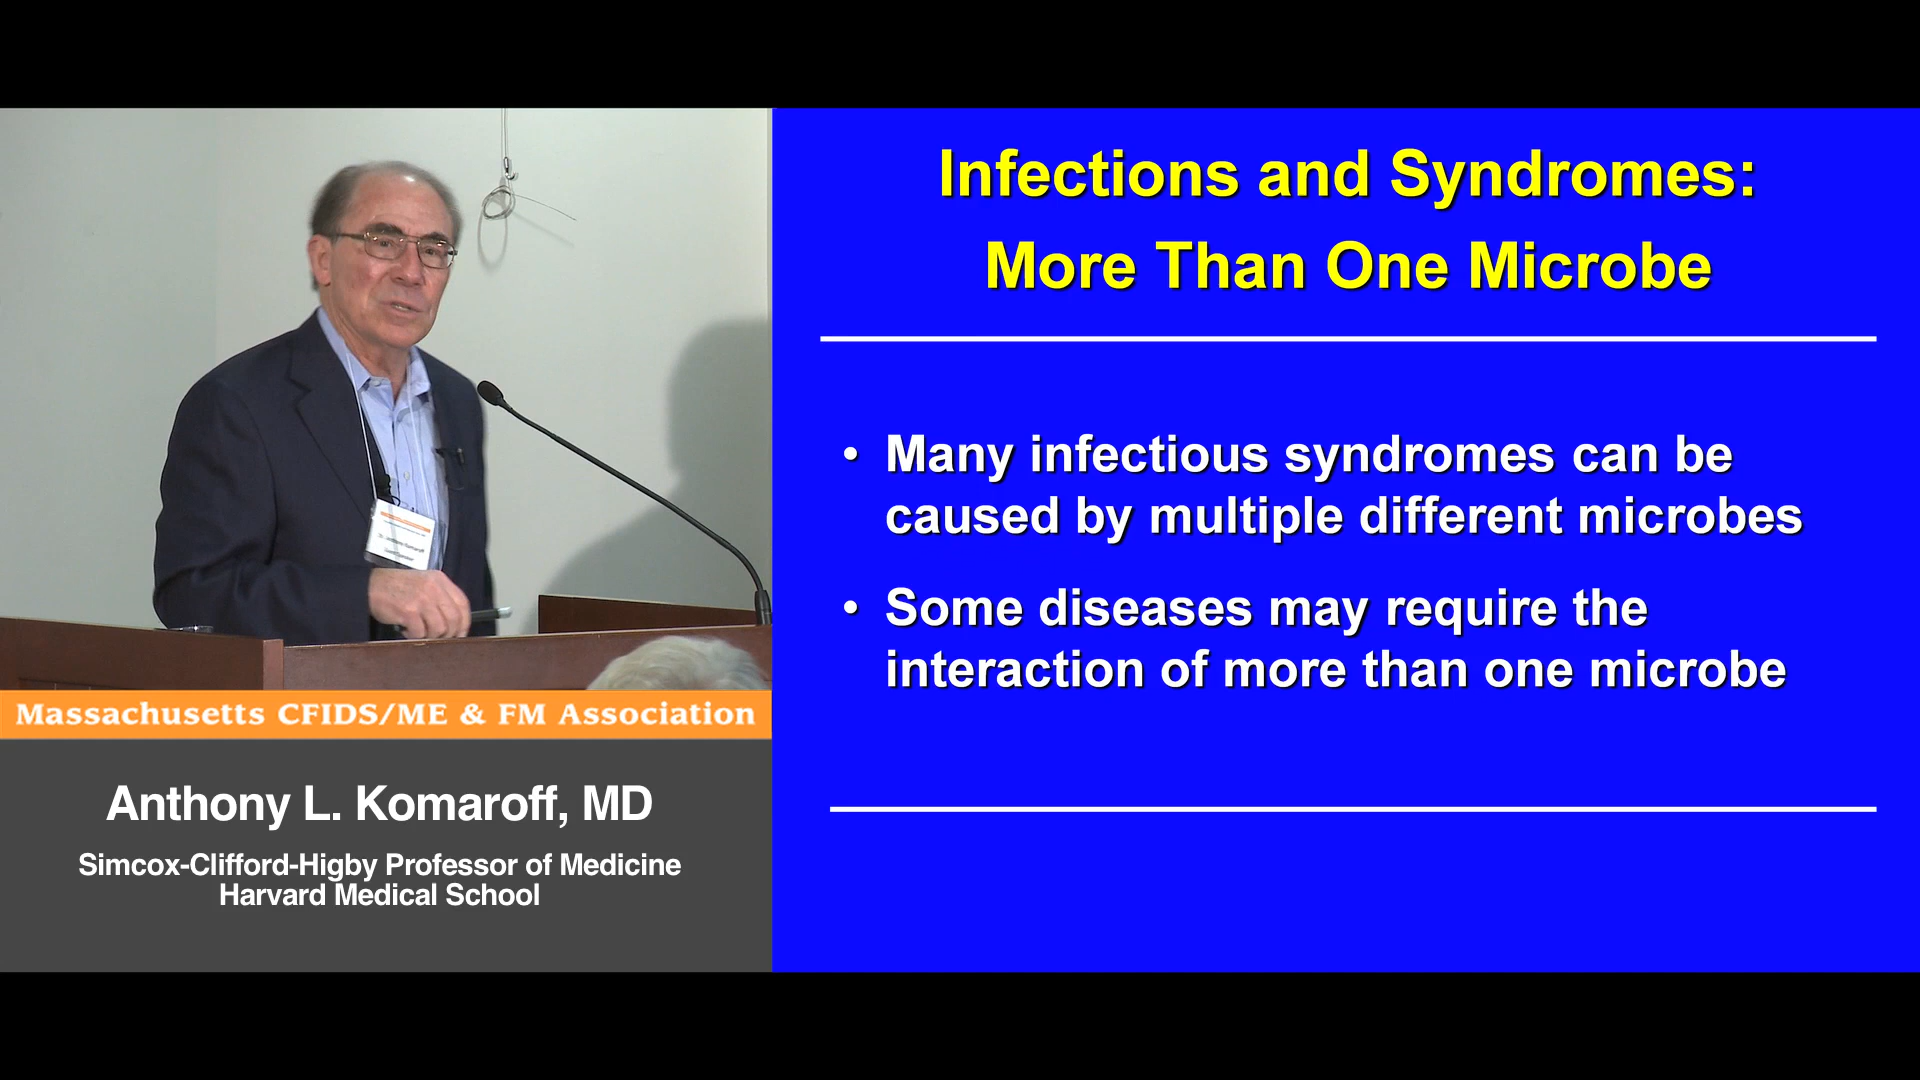 Infections and Syndromes:
More Than One Microbe
• Many infectious syndromes can be
caused by multiple different microbes
• Some diseases may require the
interaction of more than one microbe
Massachusetts CFIDS/ME & FM Association
Anthony L. Komaroff, MD
Simcox-Clifford-Higby Professor of Medicine
Harvard Medical School